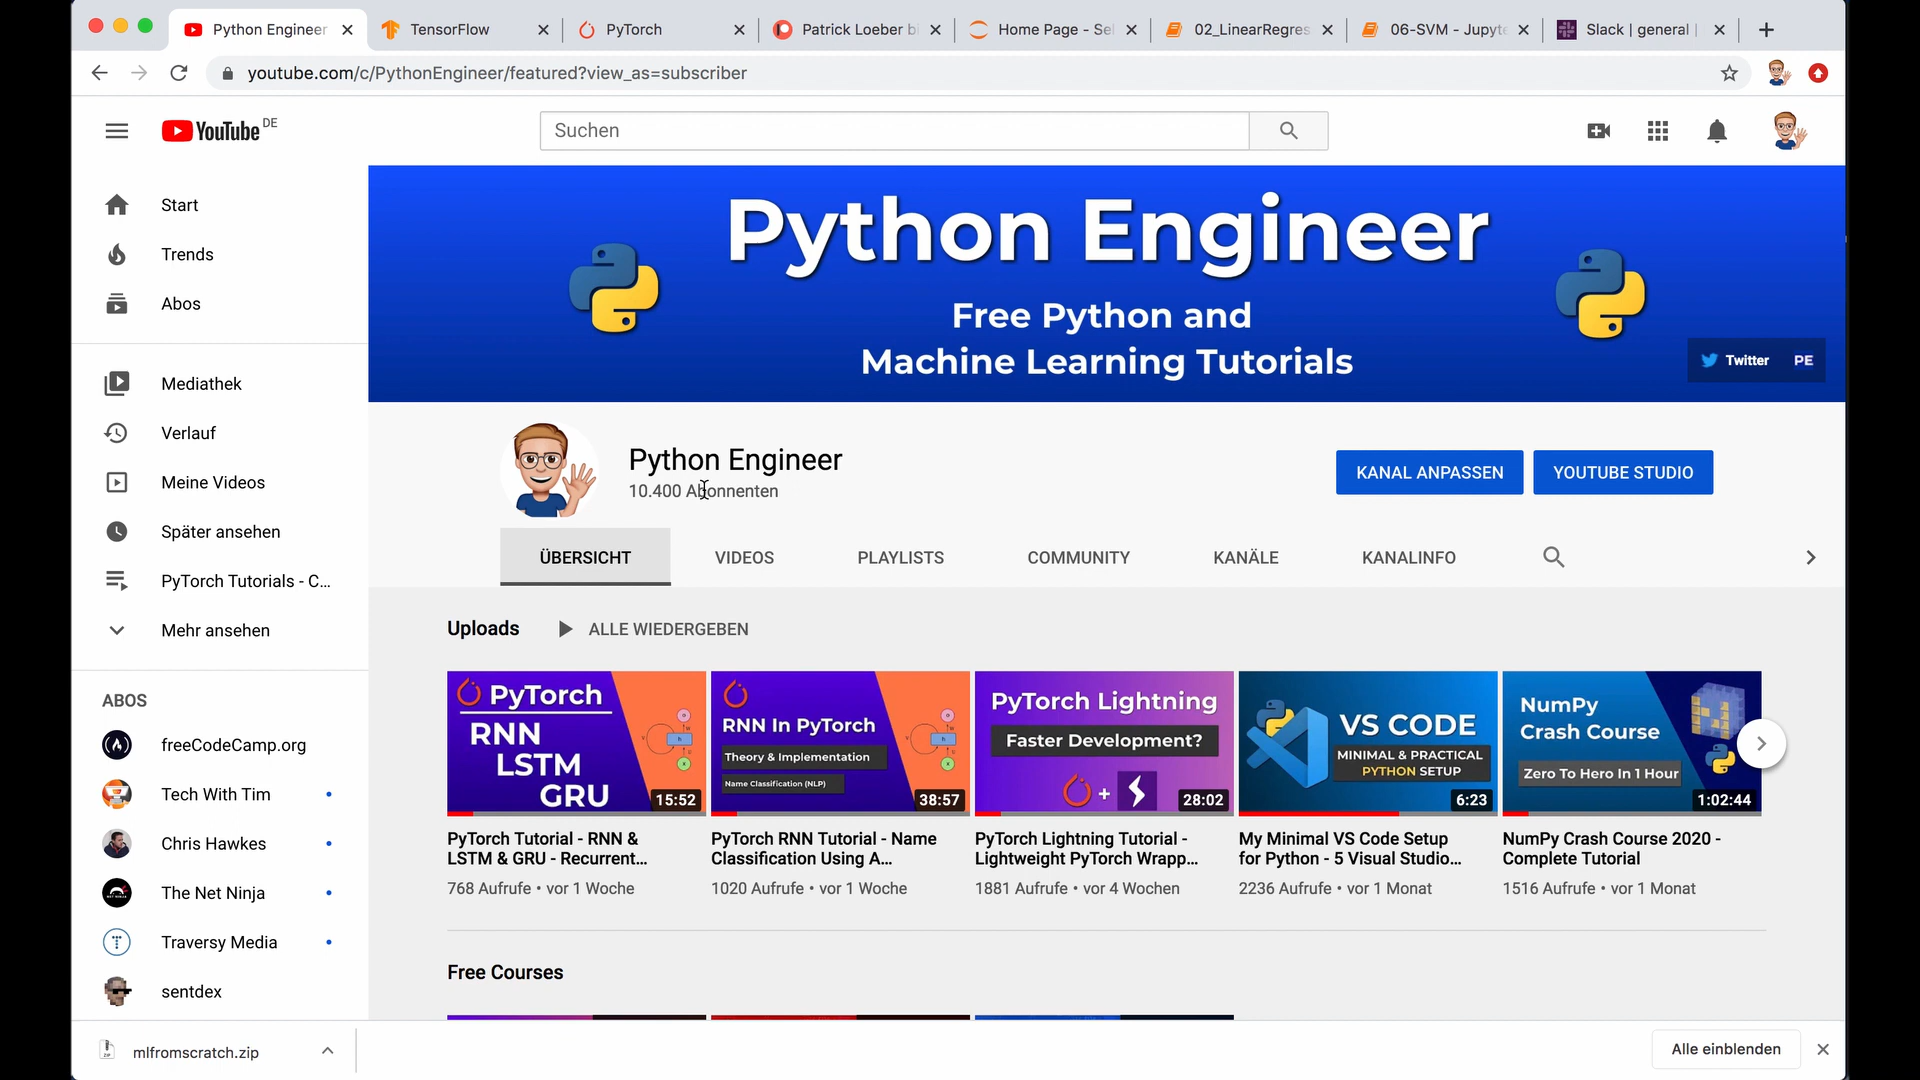 Python Engineer
TensorFlow
PyTorch
Patrick Loeber b
Home Page - Sel
02_LinearRegres
06-SVM - Jupyte
Slack | general |
youtube.com/c/PythonEngineer/featured?view_as=subscriber
YouTube DE
Suchen
Start
Trends
Abos
Mediathek
Verlauf
Meine Videos
Später ansehen
PyTorch Tutorials - C...
Mehr ansehen
ABOS
freeCodeCamp.org
Tech With Tim
Chris Hawkes
The Net Ninja
Traversy Media
sentdex
Python Engineer
Free Python and
Machine Learning Tutorials
Twitter
PE
Python Engineer
10.400 Abonnenten
KANAL ANPASSEN
YOUTUBE STUDIO
ÜBERSICHT
VIDEOS
PLAYLISTS
COMMUNITY
KANÄLE
KANALINFO
Uploads
ALLE WIEDERGEBEN
PyTorch
RNN
LSTM
GRU
15:52
PyTorch Tutorial - RNN &
LSTM & GRU - Recurrent...
768 Aufrufe • vor 1 Woche
RNN In PyTorch
Theory & Implementation
Name Classification (NLP)
38:57
PyTorch RNN Tutorial - Name
Classification Using A...
1020 Aufrufe • vor 1 Woche
PyTorch Lightning
Faster Development?
+
28:02
PyTorch Lightning Tutorial -
Lightweight PyTorch Wrapp...
1881 Aufrufe • vor 4 Wochen
VS CODE
MINIMAL & PRACTICAL
PYTHON SETUP
6:23
My Minimal VS Code Setup
for Python - 5 Visual Studio...
2236 Aufrufe • vor 1 Monat
NumPy
Crash Course
Zero To Hero In 1 Hour
1:02:44
NumPy Crash Course 2020 -
Complete Tutorial
1516 Aufrufe • vor 1 Monat
Free Courses
mlfromscratch.zip
Alle einblenden